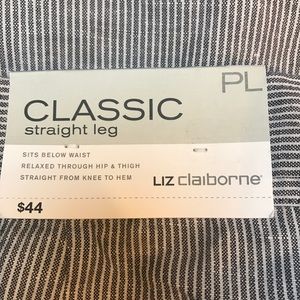 PL
CLASSIC
straight leg
SITS BELOW WAIST
RELAXED THROUGH HIP & THIGH
STRAIGHT FROM KNEE TO HEM
LIZ claiborne
$44